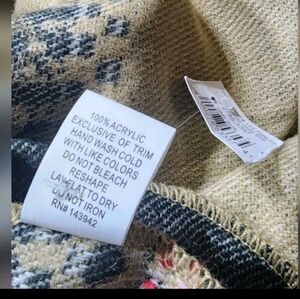 100% ACRYLIC
EXCLUSIVE OF TRIM
HAND WASH COLD
WITH LIKE COLORS
DO NOT BLEACH
RESHAPE
LAY FLAT TO DRY
DO NOT IRON
RN# 143942